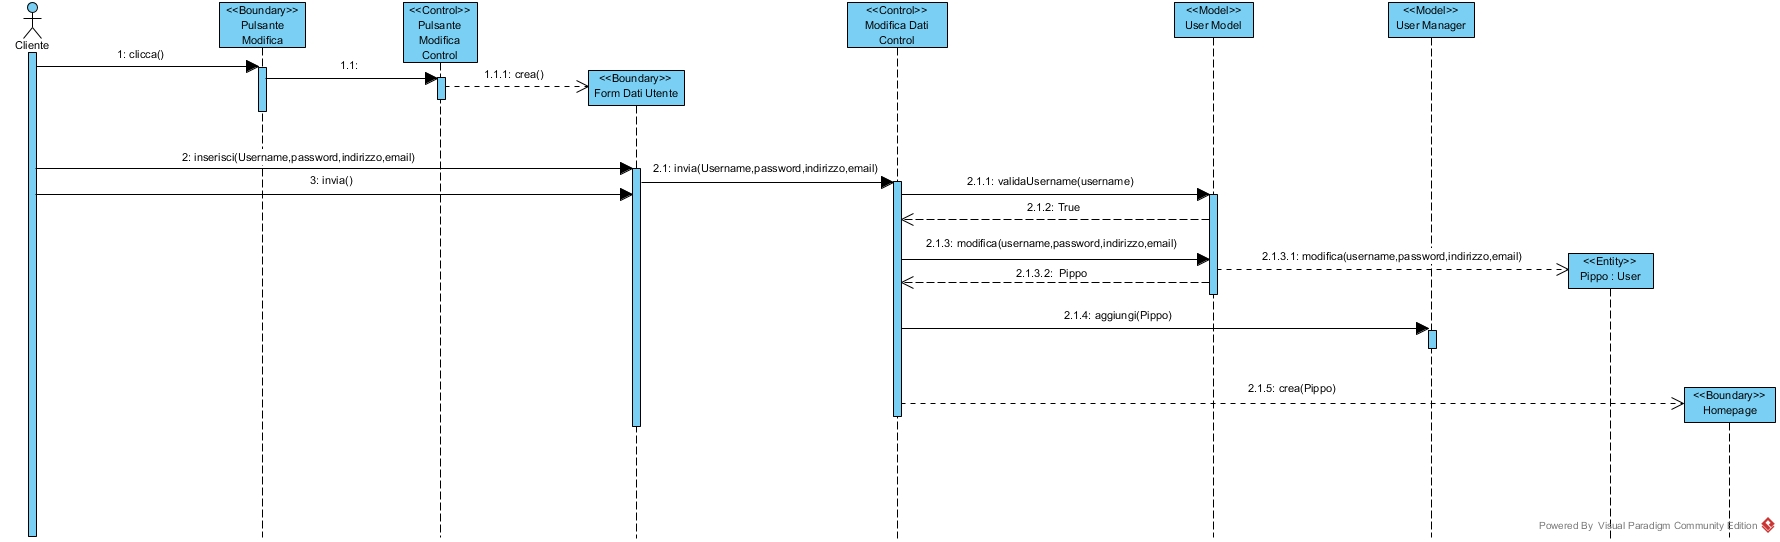 Cliente
<<Boundary>>
Pulsante
Modifica
<<Control>>
Pulsante
Modifica
Control
<<Control>>
Modifica Dati
Control
<<Model>>
User Model
<<Model>>
User Manager
1: clicca()
1.1:
1.1.1: crea()
<<Boundary>>
Form Dati Utente
2: inserisci(Username,password,indirizzo,email)
2.1: invia(Username,password,indirizzo,email)
3: invia()
2.1.1: validaUsername(username)
2.1.2: True
2.1.3: modifica(username,password,indirizzo,email)
2.1.3.1: modifica(username,password,indirizzo,email)
<<Entity>>
Pippo : User
2.1.3.2: Pippo
2.1.4: aggiungi(Pippo)
2.1.5: crea(Pippo)
<<Boundary>>
Homepage
Powered By Visual Paradigm Community Edition